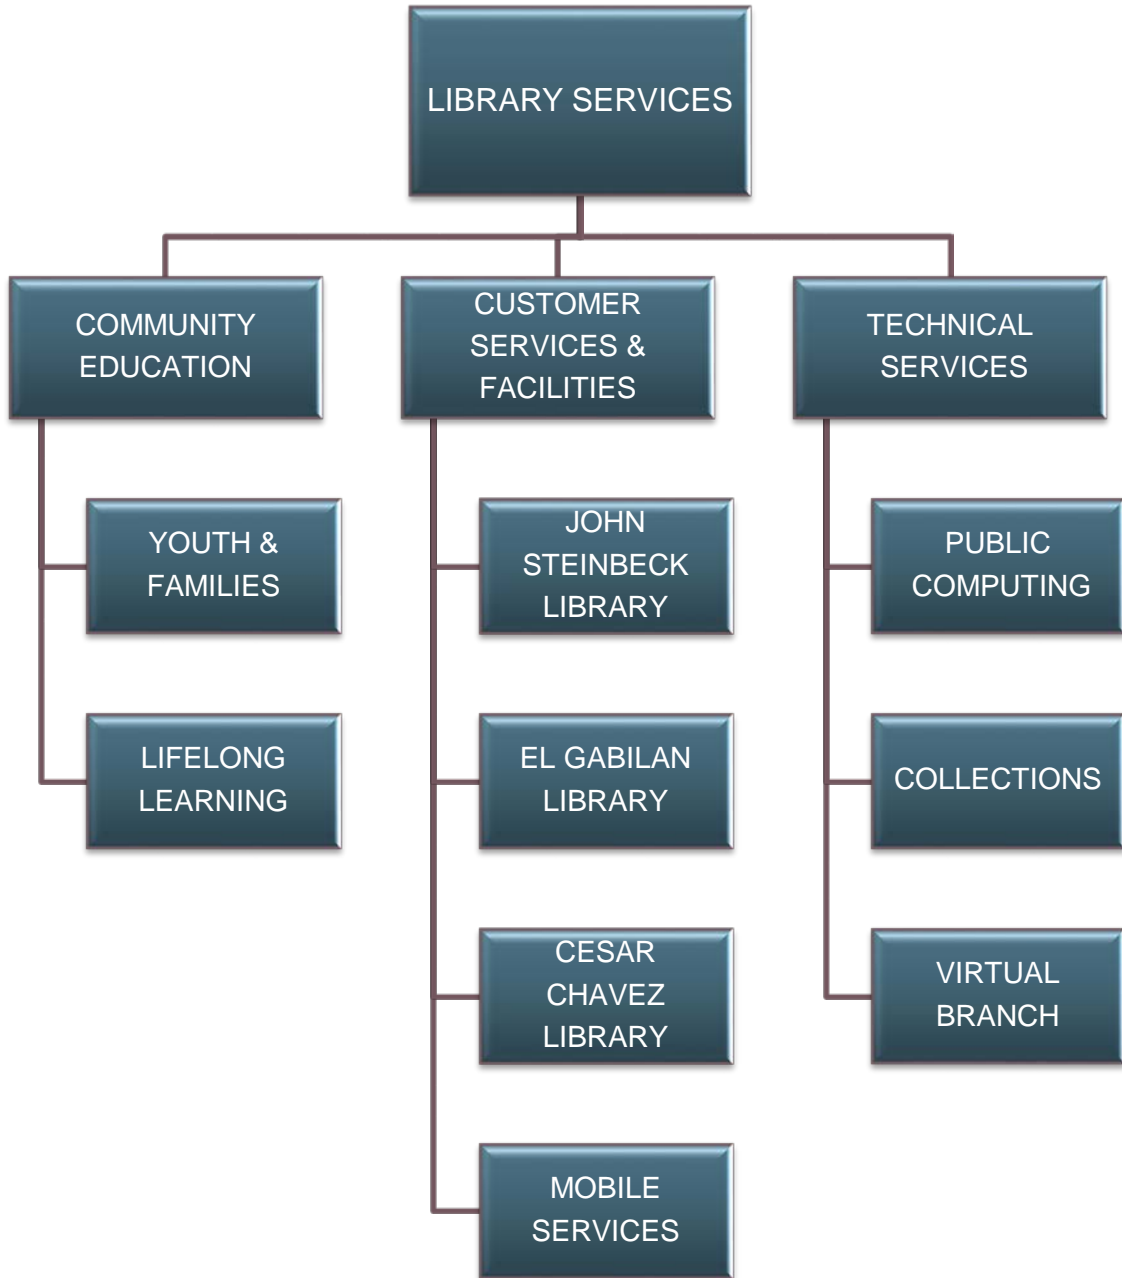 LIBRARY SERVICES
COMMUNITY
EDUCATION
CUSTOMER
SERVICES &
FACILITIES
TECHNICAL
SERVICES
YOUTH &
FAMILIES
LIFELONG
LEARNING
JOHN
STEINBECK
LIBRARY
EL GABILAN
LIBRARY
CESAR
CHAVEZ
LIBRARY
MOBILE
SERVICES
PUBLIC
COMPUTING
COLLECTIONS
VIRTUAL
BRANCH